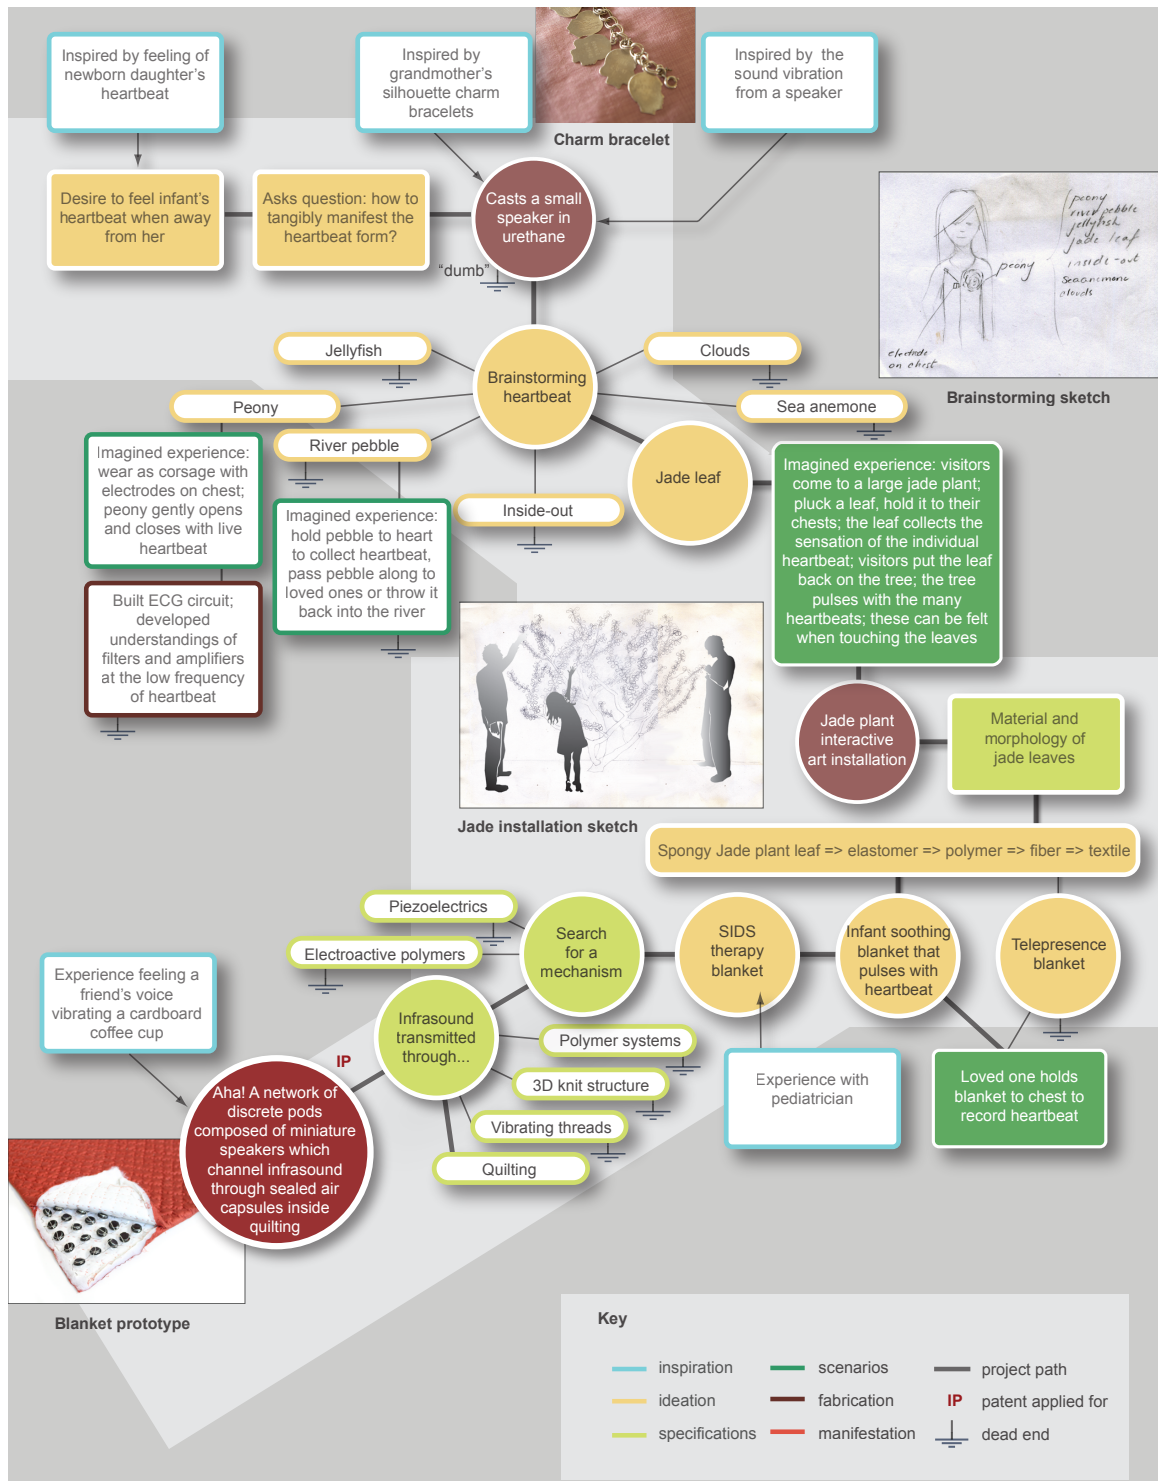 Inspired by feeling of
newborn daughter's
heartbeat
Inspired by
grandmother's
silhouette charm
bracelets
Inspired by the
sound vibration
from a speaker
Charm bracelet
Desire to feel infant's
heartbeat when away
from her
Asks question: how to
tangibly manifest the
heartbeat form?
Casts a small
speaker in
urethane
"dumb"
peony
river pebble
jellyfish
jade leaf
inside-out
Seaanemone
clouds
peony
electrode
on chest
Brainstorming sketch
Jellyfish
Brainstorming
heartbeat
Clouds
Peony
Sea anemone
River pebble
Jade leaf
Inside-out
Imagined experience:
wear as corsage with
electrodes on chest;
peony gently opens
and closes with live
heartbeat
Imagined experience:
hold pebble to heart
to collect heartbeat,
pass pebble along to
loved ones or throw it
back into the river
Imagined experience: visitors
come to a large jade plant;
pluck a leaf, hold it to their
chests; the leaf collects the
sensation of the individual
heartbeat; visitors put the leaf
back on the tree; the tree
pulses with the many
heartbeats; these can be felt
when touching the leaves
Built ECG circuit;
developed
understandings of
filters and amplifiers
at the low frequency
of heartbeat
Jade installation sketch
Jade plant
interactive
art installation
Material and
morphology of
jade leaves
Spongy Jade plant leaf => elastomer => polymer => fiber => textile
Piezoelectrics
Electroactive polymers
Search
for a
mechanism
SIDS
therapy
blanket
Infant soothing
blanket that
pulses with
heartbeat
Telepresence
blanket
Experience feeling a
friend's voice
vibrating a cardboard
coffee cup
Infrasound
transmitted
through...
Polymer systems
3D knit structure
Vibrating threads
Quilting
Experience with
pediatrician
Loved one holds
blanket to chest to
record heartbeat
IP
Aha! A network of
discrete pods
composed of miniature
speakers which
channel infrasound
through sealed air
capsules inside
quilting
Blanket prototype
Key
inspiration
ideation
specifications
scenarios
fabrication
manifestation
project path
IP patent applied for
dead end